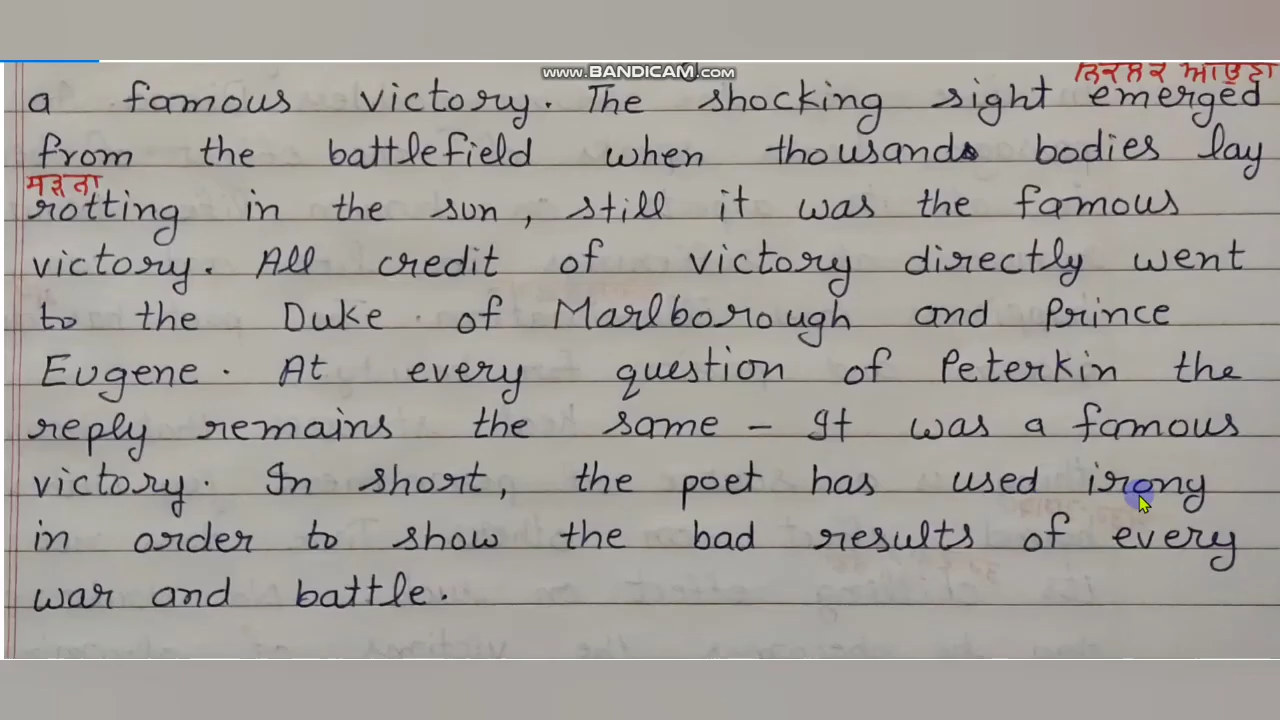 www.BANDICAM.com
ਨਿਕਲਕ ਆਉਣਾ
a famous victory. The shocking sight emerged
from the battlefield when thousands bodies lay
ਸੜਨਾ
rotting in the sun, still it was the famous
victory. All credit of victory directly went
to the Duke of Marlborough and Prince
Eugene. At every question of Peterkin the
reply remains the same - It was a famous
victory. In short, the poet has used irony
in order to show the bad results of every
war and battle.